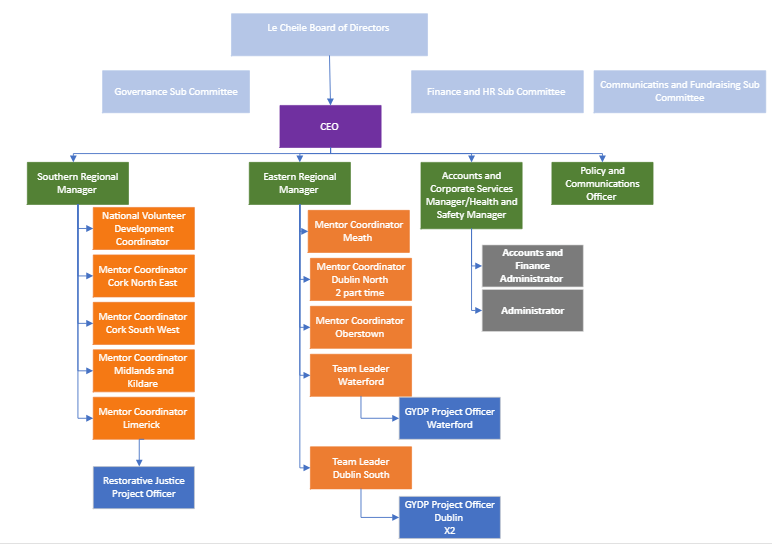 Le Cheile Board of Directors
Governance Sub Committee
Finance and HR Sub Committee
Communicatins and Fundraising Sub
Committee
CEO
Southern Regional
Manager
Eastern Regional
Manager
Accounts and
Corporate Services
Manager/Health and
Safety Manager
Policy and
Communications
Officer
National Volunteer
Development
Coordinator
Mentor Coordinator
Cork North East
Mentor Coordinator
Cork South West
Mentor Coordinator
Midlands and
Kildare
Mentor Coordinator
Limerick
Restorative Justice
Project Officer
Mentor Coordinator
Meath
Mentor Coordinator
Dublin North
2 part time
Mentor Coordinator
Oberstown
Team Leader
Waterford
GYDP Project Officer
Waterford
Team Leader
Dublin South
GYDP Project Officer
Dublin
X2
Accounts and
Finance
Administrator
Administrator